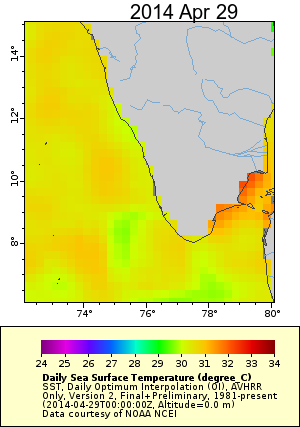 2014 Apr 29
14°
12°
10°
8°
74°
76°
78°
80°
24 25 26 27 28 29 30 31 32 33 34
Daily Sea Surface Temperature (degree_C)
SST, Daily Optimum Interpolation (OI), AVHRR
Only, Version 2, Final+Preliminary, 1981-present
(2014-04-29T00:00:00Z, Altitude=0.0 m)
Data courtesy of NOAA NCEI